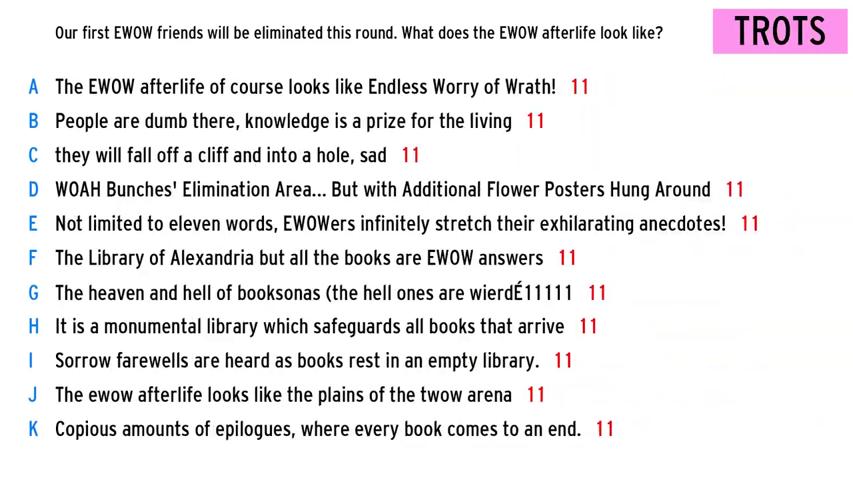 Our first EWOW friends will be eliminated this round. What does the EWOW afterlife look like?
TROTS
A The EWOW afterlife of course looks like Endless Worry of Wrath! 11
B People are dumb there, knowledge is a prize for the living 11
C they will fall off a cliff and into a hole, sad 11
D WOAH Bunches' Elimination Area... But with Additional Flower Posters Hung Around 11
E Not limited to eleven words, EWOWers infinitely stretch their exhilarating anecdotes! 11
F The Library of Alexandria but all the books are EWOW answers 11
G The heaven and hell of booksonas (the hell ones are wierdÉ11111 11
H It is a monumental library which safeguards all books that arrive 11
I Sorrow farewells are heard as books rest in an empty library. 11
J The ewow afterlife looks like the plains of the twow arena 11
K Copious amounts of epilogues, where every book comes to an end. 11